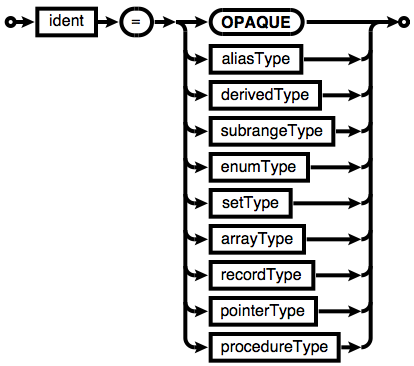 ident = OPAQUE
aliasType
derivedType
subrangeType
enumType
setType
arrayType
recordType
pointerType
procedureType